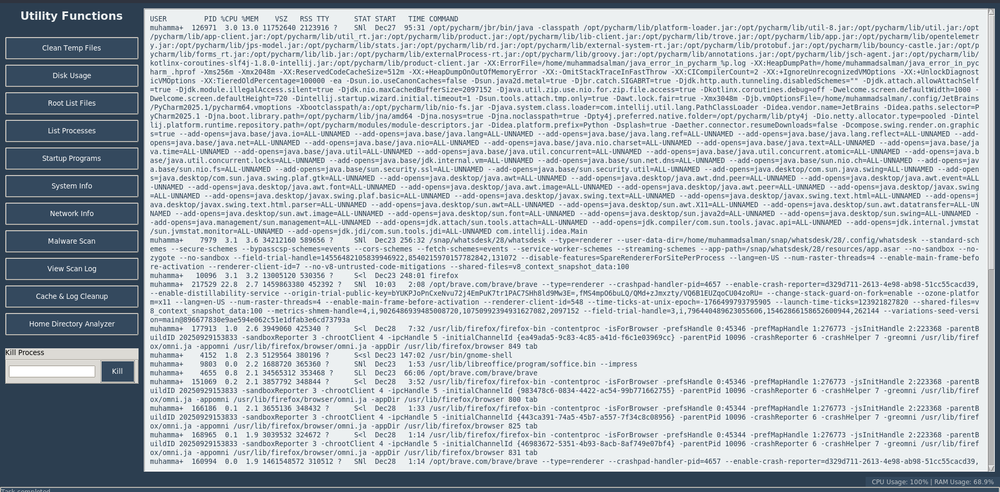 Utility Functions
Clean Temp Files
Disk Usage
Root List Files
List Processes
Startup Programs
System Info
Network Info
Malware Scan
View Scan Log
Cache & Log Cleanup
Home Directory Analyzer
Kill Process
Kill
USER         PID %CPU %MEM    VSZ   RSS TTY      STAT START   TIME COMMAND
muhamma+  126971  3.0 13.0 11752640 2123916 ?    SNl  Dec27  95:31 /opt/pycharm/jbr/bin/java -classpath /opt/pycharm/lib/platform-loader.jar:/opt/pycharm/lib/util-8.jar:/opt/pycharm/lib/util.jar:/opt
/pycharm/lib/app-client.jar:/opt/pycharm/lib/util_rt.jar:/opt/pycharm/lib/product.jar:/opt/pycharm/lib/lib-client.jar:/opt/pycharm/lib/trove.jar:/opt/pycharm/lib/app.jar:/opt/pycharm/lib/opentelemetr
y.jar:/opt/pycharm/lib/jps-model.jar:/opt/pycharm/lib/stats.jar:/opt/pycharm/lib/rd.jar:/opt/pycharm/lib/external-system-rt.jar:/opt/pycharm/lib/protobuf.jar:/opt/pycharm/lib/bouncy-castle.jar:/opt/p
ycharm/lib/forms_rt.jar:/opt/pycharm/lib/lib.jar:/opt/pycharm/lib/externalProcess-rt.jar:/opt/pycharm/lib/groovy.jar:/opt/pycharm/lib/annotations.jar:/opt/pycharm/lib/jsch-agent.jar:/opt/pycharm/lib/
kotlinx-coroutines-slf4j-1.8.0-intellij.jar:/opt/pycharm/lib/product-client.jar -XX:ErrorFile=/home/muhammadsalman/java_error_in_pycharm_%p.log -XX:HeapDumpPath=/home/muhammadsalman/java_error_in_pyc
harm_.hprof -Xms256m -Xmx2048m -XX:ReservedCodeCacheSize=512m -XX:+HeapDumpOnOutOfMemoryError -XX:-OmitStackTraceInFastThrow -XX:CICompilerCount=2 -XX:+IgnoreUnrecognizedVMOptions -XX:+UnlockDiagnost
icVMOptions -XX:TieredOldPercentage=100000 -ea -Dsun.io.useCanonCaches=false -Dsun.java2d.metal=true -Djbr.catch.SIGABRT=true -Djdk.http.auth.tunneling.disabledSchemes="" -Djdk.attach.allowAttachSelf
=true -Djdk.module.illegalAccess.silent=true -Djdk.nio.maxCachedBufferSize=2097152 -Djava.util.zip.use.nio.for.zip.file.access=true -Dkotlinx.coroutines.debug=off -Dwelcome.screen.defaultWidth=1000 -
Dwelcome.screen.defaultHeight=720 -Dintellij.startup.wizard.initial.timeout=1 -Dsun.tools.attach.tmp.only=true -Dawt.lock.fair=true -Xmx3048m -Djb.vmOptionsFile=/home/muhammadsalman/.config/JetBrains
/PyCharm2025.1/pycharm64.vmoptions -Xbootclasspath/a:/opt/pycharm/lib/nio-fs.jar -Djava.system.class.loader=com.intellij.util.lang.PathClassLoader -Didea.vendor.name=JetBrains -Didea.paths.selector=P
yCharm2025.1 -Djna.boot.library.path=/opt/pycharm/lib/jna/amd64 -Djna.nosys=true -Djna.noclasspath=true -Dpty4j.preferred.native.folder=/opt/pycharm/lib/pty4j -Dio.netty.allocator.type=pooled -Dintel
lij.platform.runtime.repository.path=/opt/pycharm/modules/module-descriptors.jar -Didea.platform.prefix=Python -Dsplash=true -Daether.connector.resumeDownloads=false -Dcompose.swing.render.on.graphic
s=true --add-opens=java.base/java.io=ALL-UNNAMED --add-opens=java.base/java.lang=ALL-UNNAMED --add-opens=java.base/java.lang.ref=ALL-UNNAMED --add-opens=java.base/java.lang.reflect=ALL-UNNAMED --add-
opens=java.base/java.net=ALL-UNNAMED --add-opens=java.base/java.nio=ALL-UNNAMED --add-opens=java.base/java.nio.charset=ALL-UNNAMED --add-opens=java.base/java.text=ALL-UNNAMED --add-opens=java.base/ja
va.time=ALL-UNNAMED --add-opens=java.base/java.util=ALL-UNNAMED --add-opens=java.base/java.util.concurrent=ALL-UNNAMED --add-opens=java.base/java.util.concurrent.atomic=ALL-UNNAMED --add-opens=java.b
ase/java.util.concurrent.locks=ALL-UNNAMED --add-opens=java.base/jdk.internal.vm=ALL-UNNAMED --add-opens=java.base/sun.net.dns=ALL-UNNAMED --add-opens=java.base/sun.nio.ch=ALL-UNNAMED --add-opens=jav
a.base/sun.nio.fs=ALL-UNNAMED --add-opens=java.base/sun.security.ssl=ALL-UNNAMED --add-opens=java.base/sun.security.util=ALL-UNNAMED --add-opens=java.desktop/com.sun.java.swing=ALL-UNNAMED --add-open
s=java.desktop/com.sun.java.swing.plaf.gtk=ALL-UNNAMED --add-opens=java.desktop/java.awt=ALL-UNNAMED --add-opens=java.desktop/java.awt.dnd.peer=ALL-UNNAMED --add-opens=java.desktop/java.awt.event=ALL
-UNNAMED --add-opens=java.desktop/java.awt.font=ALL-UNNAMED --add-opens=java.desktop/java.awt.image=ALL-UNNAMED --add-opens=java.desktop/java.awt.peer=ALL-UNNAMED --add-opens=java.desktop/javax.swing
=ALL-UNNAMED --add-opens=java.desktop/javax.swing.plaf.basic=ALL-UNNAMED --add-opens=java.desktop/javax.swing.text=ALL-UNNAMED --add-opens=java.desktop/javax.swing.text.html=ALL-UNNAMED --add-opens=j
ava.desktop/javax.swing.text.html.parser=ALL-UNNAMED --add-opens=java.desktop/sun.awt=ALL-UNNAMED --add-opens=java.desktop/sun.awt.X11=ALL-UNNAMED --add-opens=java.desktop/sun.awt.datatransfer=ALL-UN
NAMED --add-opens=java.desktop/sun.awt.image=ALL-UNNAMED --add-opens=java.desktop/sun.font=ALL-UNNAMED --add-opens=java.desktop/sun.java2d=ALL-UNNAMED --add-opens=java.desktop/sun.swing=ALL-UNNAMED -
-add-opens=java.management/sun.management=ALL-UNNAMED --add-opens=jdk.attach/sun.tools.attach=ALL-UNNAMED --add-opens=jdk.compiler/com.sun.tools.javac.api=ALL-UNNAMED --add-opens=jdk.internal.jvmstat
/sun.jvmstat.monitor=ALL-UNNAMED --add-opens=jdk.jdi/com.sun.tools.jdi=ALL-UNNAMED com.intellij.idea.Main
muhamma+    7979  3.1  3.6 34212160 589656 ?     SNl  Dec23 256:32 /snap/whatsdesk/28/whatsdesk --type=renderer --user-data-dir=/home/muhammadsalman/snap/whatsdesk/28/.config/whatsdesk --standard-sch
emes --secure-schemes --bypasscsp-schemes=events --cors-schemes --fetch-schemes=events --service-worker-schemes --streaming-schemes --app-path=/snap/whatsdesk/28/resources/app.asar --no-sandbox --no-
zygote --no-sandbox --field-trial-handle=14556482105839946922,8540215970157782842,131072 --disable-features=SpareRendererForSitePerProcess --lang=en-US --num-raster-threads=4 --enable-main-frame-befo
re-activation --renderer-client-id=7 --no-v8-untrusted-code-mitigations --shared-files=v8_context_snapshot_data:100
muhamma+   10096  3.1  3.2 13005120 530356 ?     S<l  Dec23 248:01 firefox
muhamma+  217529 22.8  2.7 1459863380 452392 ?   SNl  10:03   2:08 /opt/brave.com/brave/brave --type=renderer --crashpad-handler-pid=4657 --enable-crash-reporter=d329d711-2613-4e98-ab98-51cc55cacd39,
--enable-distillability-service --origin-trial-public-key=bYUKPJoPnCxeNvu72j4EmPuK7tr1PAC7SHh8ld9Mw3E=,fMS4mpO6buLQ/QMd+zJmxzty/VQ6B1EUZqoCU04zoRU= --change-stack-guard-on-fork=enable --ozone-platfor
m=x11 --lang=en-US --num-raster-threads=4 --enable-main-frame-before-activation --renderer-client-id=548 --time-ticks-at-unix-epoch=-1766499793795905 --launch-time-ticks=123921827820 --shared-files=v
8_context_snapshot_data:100 --metrics-shmem-handle=4,i,9026486939485008720,10750992394931627082,2097152 --field-trial-handle=3,i,796440489623055606,15462866158652600944,262144 --variations-seed-versi
on=main@896677830e9ae594e062c51e1dfab3e6cd73793a
muhamma+  177913  1.0  2.6 3949060 425340 ?      S<l  Dec28   7:32 /usr/lib/firefox/firefox-bin -contentproc -isForBrowser -prefsHandle 0:45346 -prefMapHandle 1:276773 -jsInitHandle 2:223368 -parentB
uildID 20250929153833 -sandboxReporter 3 -chrootClient 4 -ipcHandle 5 -initialChannelId {ea49ada5-9c83-4c85-a41d-f6c1e03969cc} -parentPid 10096 -crashReporter 6 -crashHelper 7 -greomni /usr/lib/firef
ox/omni.ja -appomni /usr/lib/firefox/browser/omni.ja -appDir /usr/lib/firefox/browser 849 tab
muhamma+    4152  1.8  2.3 5129564 380196 ?      S<sl Dec23 147:02 /usr/bin/gnome-shell
muhamma+    9803  0.0  2.2 1688720 365360 ?      SNl  Dec23   1:53 /usr/lib/libreoffice/program/soffice.bin --impress
muhamma+    4655  0.8  2.1 34565312 353468 ?     SLl  Dec23  66:06 /opt/brave.com/brave/brave
muhamma+  151069  0.2  2.1 3857792 348844 ?      S<l  Dec28   3:52 /usr/lib/firefox/firefox-bin -contentproc -isForBrowser -prefsHandle 0:45346 -prefMapHandle 1:276773 -jsInitHandle 2:223368 -parentB
uildID 20250929153833 -sandboxReporter 3 -chrootClient 4 -ipcHandle 5 -initialChannelId {983478c6-0834-4422-ac54-99b771662755} -parentPid 10096 -crashReporter 6 -crashHelper 7 -greomni /usr/lib/firef
ox/omni.ja -appomni /usr/lib/firefox/browser/omni.ja -appDir /usr/lib/firefox/browser 800 tab
muhamma+  166186  0.1  2.1 3655136 348432 ?      S<l  Dec28   1:33 /usr/lib/firefox/firefox-bin -contentproc -isForBrowser -prefsHandle 0:45344 -prefMapHandle 1:276773 -jsInitHandle 2:223368 -parentB
uildID 20250929153833 -sandboxReporter 3 -chrootClient 4 -ipcHandle 5 -initialChannelId {443ca391-74a5-45b7-a557-7f34c8c08956} -parentPid 10096 -crashReporter 6 -crashHelper 7 -greomni /usr/lib/firef
ox/omni.ja -appomni /usr/lib/firefox/browser/omni.ja -appDir /usr/lib/firefox/browser 825 tab
muhamma+  168965  0.1  1.9 3039532 324672 ?      S<l  Dec28   1:14 /usr/lib/firefox/firefox-bin -contentproc -isForBrowser -prefsHandle 0:45344 -prefMapHandle 1:276773 -jsInitHandle 2:223368 -parentB
uildID 20250929153833 -sandboxReporter 3 -chrootClient 4 -ipcHandle 5 -initialChannelId {46983672-5351-4b93-8acb-8af749e07bf4} -parentPid 10096 -crashReporter 6 -crashHelper 7 -greomni /usr/lib/firef
ox/omni.ja -appomni /usr/lib/firefox/browser/omni.ja -appDir /usr/lib/firefox/browser 831 tab
muhamma+  160994  0.0  1.9 1461548572 310512 ?   SNl  Dec28   1:14 /opt/brave.com/brave/brave --type=renderer --crashpad-handler-pid=4657 --enable-crash-reporter=d329d711-2613-4e98-ab98-51cc55cacd39,
CPU Usage: 100% | RAM Usage: 68.9%
Task completed